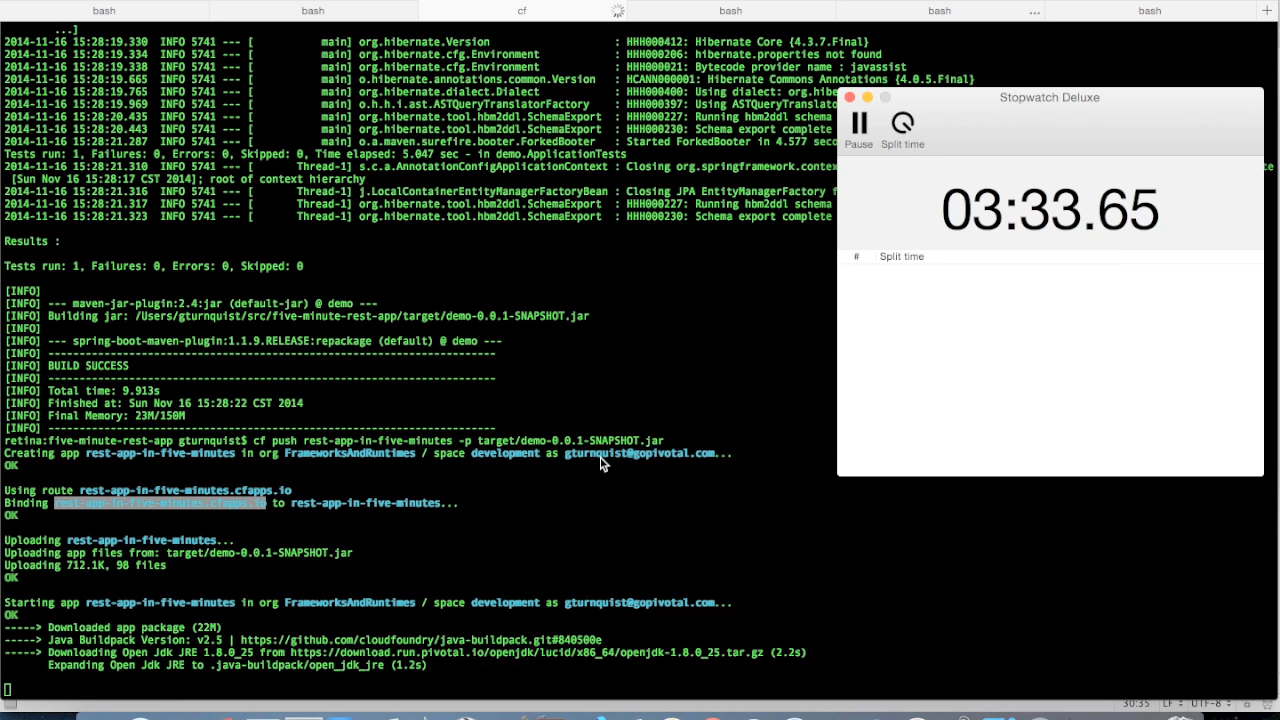 bash
bash
cf
bash
bash
...
bash
+
...]
2014-11-16 15:28:19.330  INFO 5741 --- [           main] org.hibernate.Version                    : HHH000412: Hibernate Core {4.3.7.Final}
2014-11-16 15:28:19.334  INFO 5741 --- [           main] org.hibernate.cfg.Environment            : HHH000206: hibernate.properties not found
2014-11-16 15:28:19.338  INFO 5741 --- [           main] org.hibernate.cfg.Environment            : HHH000021: Bytecode provider name : javassist
2014-11-16 15:28:19.665  INFO 5741 --- [           main] o.hibernate.annotations.common.Version   : HCANN000001: Hibernate Commons Annotations {4.0.5.Final}
2014-11-16 15:28:19.765  INFO 5741 --- [           main] org.hibernate.dialect.Dialect            : HHH000400: Using dialect: org.hibe
2014-11-16 15:28:19.969  INFO 5741 --- [           main] o.h.h.i.ast.ASTQueryTranslatorFactory    : HHH000397: Using ASTQueryTransla
2014-11-16 15:28:20.435  INFO 5741 --- [           main] org.hibernate.tool.hbm2ddl.SchemaExport  : HHH000227: Running hbm2ddl schema
2014-11-16 15:28:20.443  INFO 5741 --- [           main] org.hibernate.tool.hbm2ddl.SchemaExport  : HHH000230: Schema export complete
2014-11-16 15:28:21.287  INFO 5741 --- [           main] o.a.maven.surefire.booter.ForkedBooter   : Started ForkedBooter in 4.577 seco
Tests run: 1, Failures: 0, Errors: 0, Skipped: 0, Time elapsed: 5.047 sec - in demo.ApplicationTests
2014-11-16 15:28:21.310  INFO 5741 --- [       Thread-1] s.c.a.AnnotationConfigApplicationContext : Closing org.springframework.contex
[Sun Nov 16 15:28:17 CST 2014]; root of context hierarchy
2014-11-16 15:28:21.316  INFO 5741 --- [       Thread-1] j.LocalContainerEntityManagerFactoryBean : Closing JPA EntityManagerFactory f
2014-11-16 15:28:21.317  INFO 5741 --- [       Thread-1] org.hibernate.tool.hbm2ddl.SchemaExport  : HHH000227: Running hbm2ddl schema
2014-11-16 15:28:21.323  INFO 5741 --- [       Thread-1] org.hibernate.tool.hbm2ddl.SchemaExport  : HHH000230: Schema export complete
Results :
Tests run: 1, Failures: 0, Errors: 0, Skipped: 0
[INFO]
[INFO] --- maven-jar-plugin:2.4:jar (default-jar) @ demo ---
[INFO] Building jar: /Users/gturnquist/src/five-minute-rest-app/target/demo-0.0.1-SNAPSHOT.jar
[INFO]
[INFO] --- spring-boot-maven-plugin:1.1.9.RELEASE:repackage (default) @ demo ---
[INFO] ------------------------------------------------------------------------
[INFO] BUILD SUCCESS
[INFO] ------------------------------------------------------------------------
[INFO] Total time: 9.913s
[INFO] Finished at: Sun Nov 16 15:28:22 CST 2014
[INFO] Final Memory: 23M/150M
[INFO] ------------------------------------------------------------------------
retina:five-minute-rest-app gturnquist$ cf push rest-app-in-five-minutes -p target/demo-0.0.1-SNAPSHOT.jar
Creating app rest-app-in-five-minutes in org FrameworksAndRuntimes / space development as gturnquist@gopivotal.com...
OK
Using route rest-app-in-five-minutes.cfapps.io
Binding rest-app-in-five-minutes.cfapps.io to rest-app-in-five-minutes...
OK
Uploading rest-app-in-five-minutes...
Uploading app files from: target/demo-0.0.1-SNAPSHOT.jar
Uploading 712.1K, 98 files
OK
Starting app rest-app-in-five-minutes in org FrameworksAndRuntimes / space development as gturnquist@gopivotal.com...
OK
-----> Downloaded app package (22M)
-----> Java Buildpack Version: v2.5 | https://github.com/cloudfoundry/java-buildpack.git#840500e
-----> Downloading Open Jdk JRE 1.8.0_25 from https://download.run.pivotal.io/openjdk/lucid/x86_64/openjdk-1.8.0_25.tar.gz (2.2s)
Expanding Open Jdk JRE to .java-buildpack/open_jdk_jre (1.2s)
Stopwatch Deluxe
Pause
Split time
03:33.65
# Split time
30:35 LF UTF-8